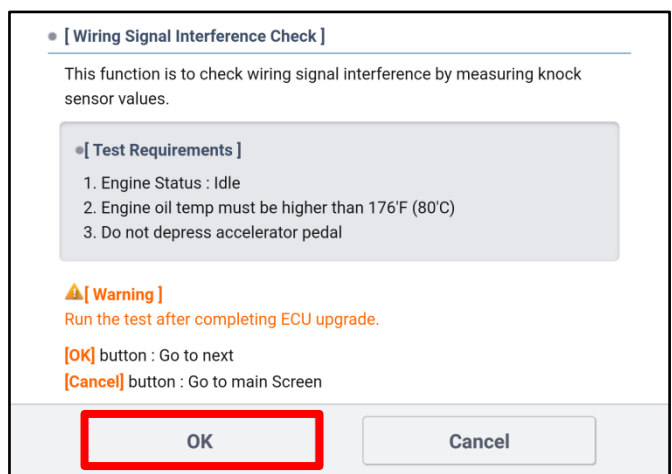 [ Wiring Signal Interference Check ]
This function is to check wiring signal interference by measuring knock
sensor values.
[ Test Requirements ]
1. Engine Status : Idle
2. Engine oil temp must be higher than 176'F (80'C)
3. Do not depress accelerator pedal
[ Warning ]
Run the test after completing ECU upgrade.
[OK] button : Go to next
[Cancel] button : Go to main Screen
OK Cancel